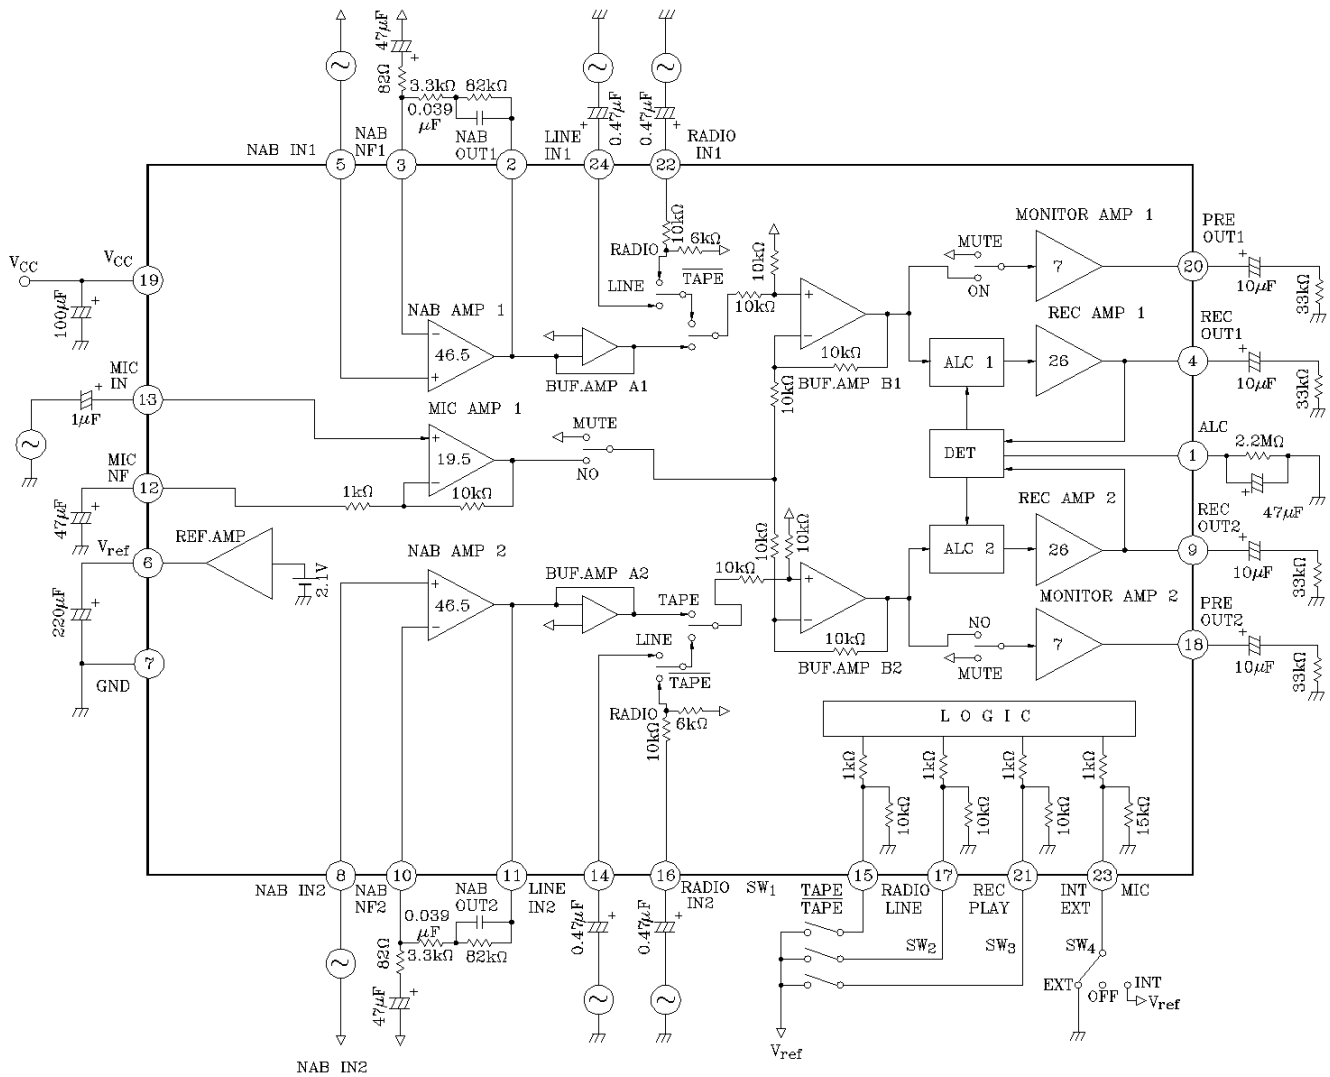 47μF
82Ω
3.3kΩ
82kΩ
0.039
μF
0.47μF
0.47μF
NAB IN1
NAB
NF1
NAB
OUT1
LINE
IN1
RADIO
IN1
5
3
2
24
22
10kΩ
6kΩ
RADIO
TAPE
LINE
10kΩ
10kΩ
MONITOR AMP 1
MUTE
7
ON
PRE
OUT1
20
10μF
33kΩ
VCC
VCC
19
100μF
NAB AMP 1
46.5
BUF.AMP A1
10kΩ
BUF.AMP B1
10kΩ
REC AMP 1
ALC 1
26
REC
OUT1
4
10μF
33kΩ
MIC
IN
13
1μF
MIC AMP 1
19.5
MUTE
NO
DET
ALC
1
2.2MΩ
47μF
MIC
NF
12
47μF
1kΩ
10kΩ
Vref
6
REF.AMP
2.1V
220μF
7
GND
NAB AMP 2
46.5
BUF.AMP A2
TAPE
LINE
TAPE
RADIO
6kΩ
10kΩ
10kΩ
10kΩ
10kΩ
10kΩ
BUF.AMP B2
REC AMP 2
ALC 2
26
REC
OUT2
9
10μF
33kΩ
MONITOR AMP 2
NO
MUTE
7
PRE
OUT2
18
10μF
33kΩ
LOGIC
1kΩ
1kΩ
1kΩ
1kΩ
10kΩ
10kΩ
10kΩ
15kΩ
8
10
11
14
16
15
17
21
23
NAB IN2
NAB
NF2
NAB
OUT2
LINE
IN2
RADIO
IN2
SW1
TAPE
TAPE
RADIO
LINE
REC
PLAY
INT
EXT
MIC
0.039
μF
82Ω
3.3kΩ
82kΩ
47μF
0.47μF
0.47μF
SW2
SW3
SW4
EXT
OFF
INT
Vref
Vref
NAB IN2